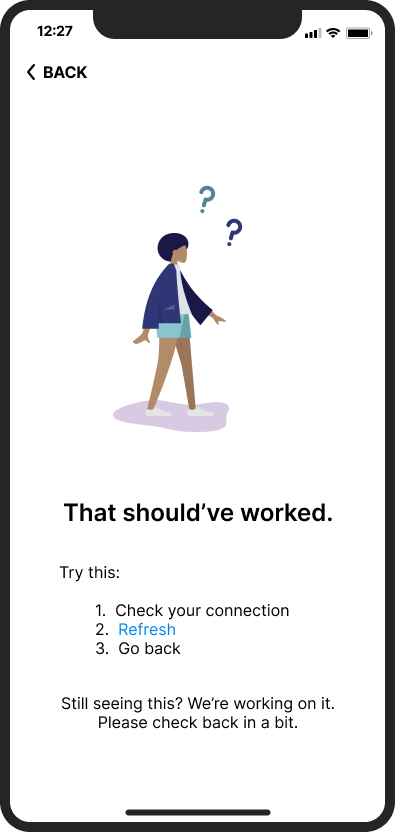 12:27
BACK
? 
?
That should’ve worked.
Try this:
1. Check your connection
2. Refresh
3. Go back
Still seeing this? We’re working on it.
Please check back in a bit.